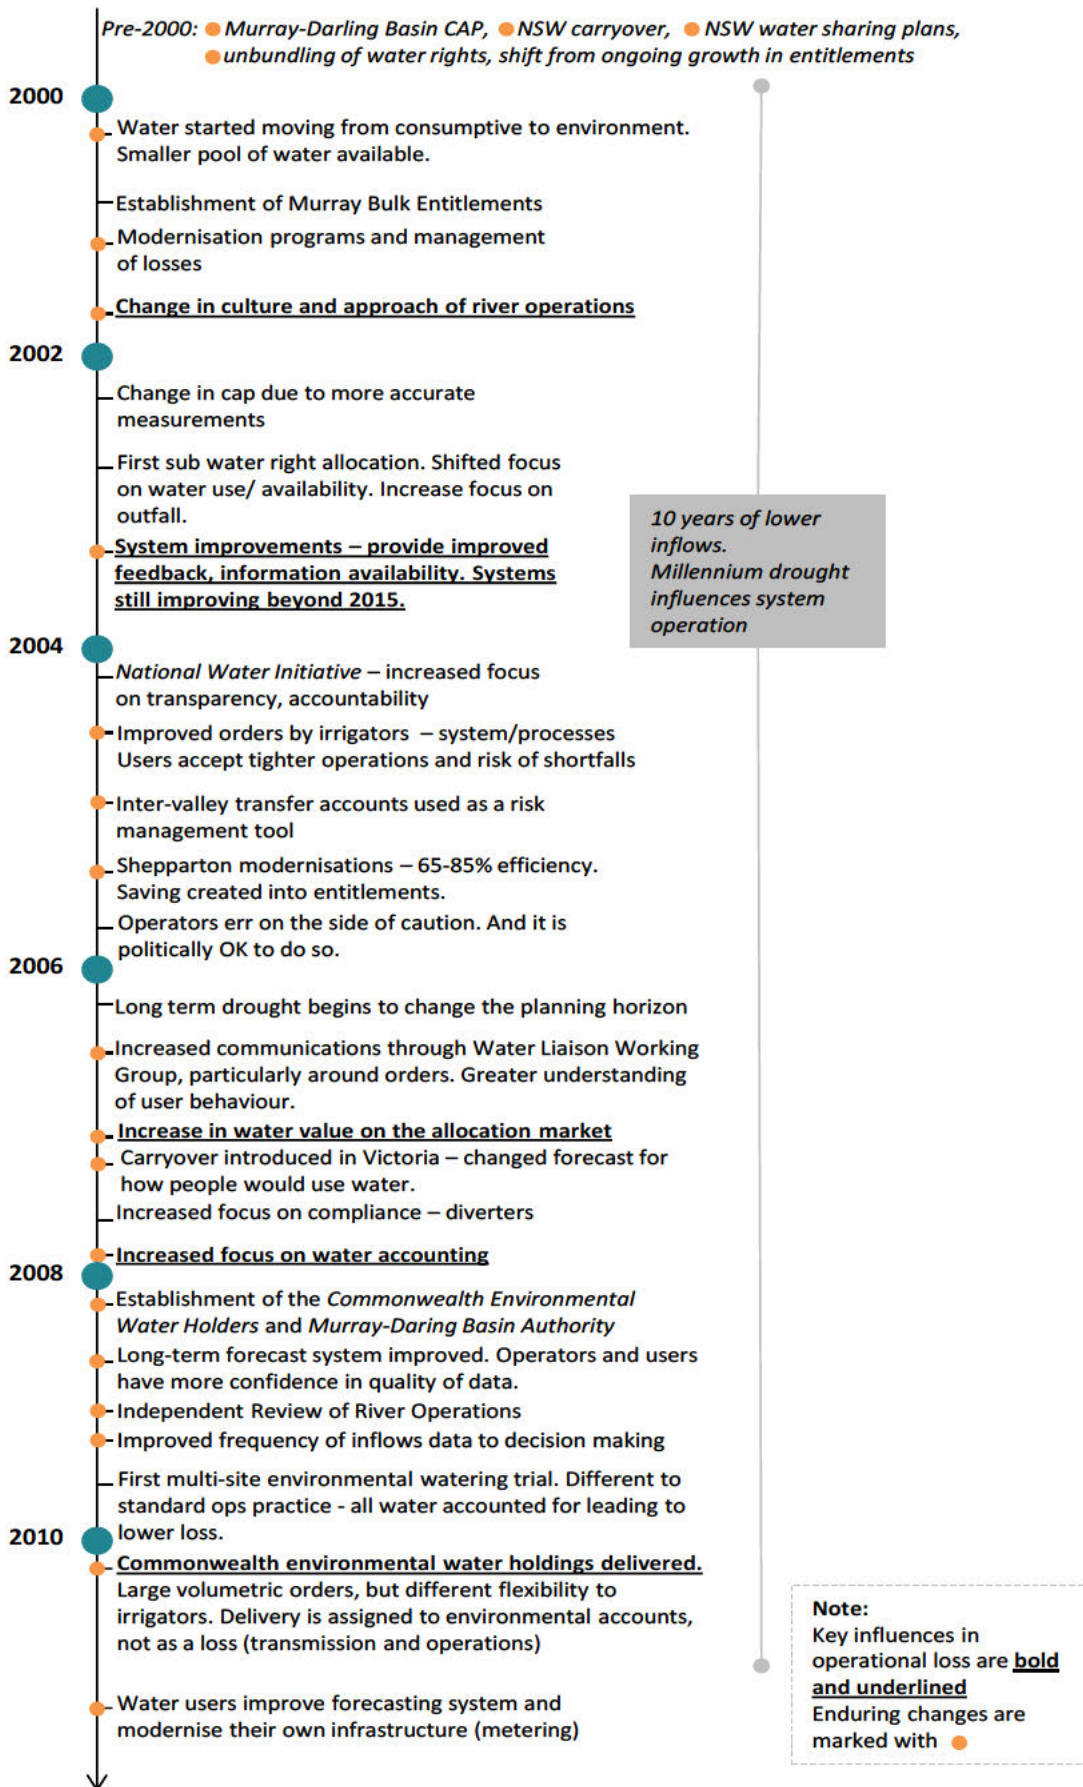 Pre-2000: Murray-Darling Basin CAP, NSW carryover, NSW water sharing plans,
unbundling of water rights, shift from ongoing growth in entitlements
2000
Water started moving from consumptive to environment.
Smaller pool of water available.
Establishment of Murray Bulk Entitlements
Modernisation programs and management
of losses
Change in culture and approach of river operations
2002
Change in cap due to more accurate
measurements
First sub water right allocation. Shifted focus
on water use/ availability. Increase focus on
outfall.
System improvements – provide improved
feedback, information availability. Systems
still improving beyond 2015.
10 years of lower
inflows.
Millennium drought
influences system
operation
2004
National Water Initiative – increased focus
on transparency, accountability
Improved orders by irrigators – system/processes
Users accept tighter operations and risk of shortfalls
Inter-valley transfer accounts used as a risk
management tool
Shepparton modernisations – 65-85% efficiency.
Saving created into entitlements.
Operators err on the side of caution. And it is
politically OK to do so.
2006
Long term drought begins to change the planning horizon
Increased communications through Water Liaison Working
Group, particularly around orders. Greater understanding
of user behaviour.
Increase in water value on the allocation market
Carryover introduced in Victoria – changed forecast for
how people would use water.
Increased focus on compliance – diverters
Increased focus on water accounting
2008
Establishment of the Commonwealth Environmental
Water Holders and Murray-Daring Basin Authority
Long-term forecast system improved. Operators and users
have more confidence in quality of data.
Independent Review of River Operations
Improved frequency of inflows data to decision making
First multi-site environmental watering trial. Different to
standard ops practice - all water accounted for leading to
lower loss.
2010
Commonwealth environmental water holdings delivered.
Large volumetric orders, but different flexibility to
irrigators. Delivery is assigned to environmental accounts,
not as a loss (transmission and operations)
Water users improve forecasting system and
modernise their own infrastructure (metering)
Note:
Key influences in
operational loss are bold
and underlined
Enduring changes are
marked with